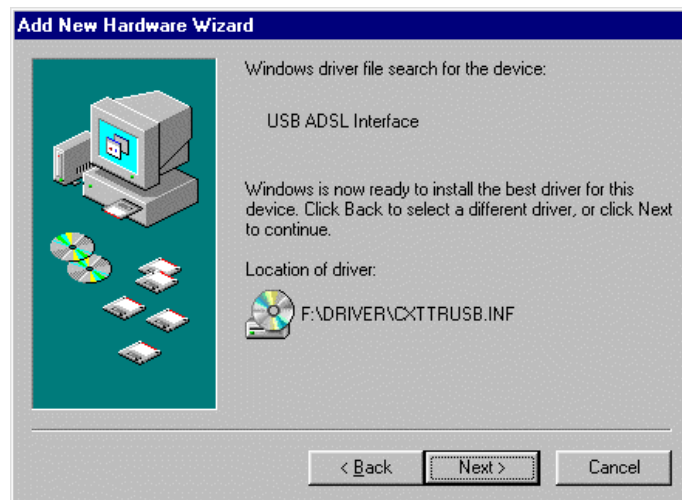 Add New Hardware Wizard
Windows driver file search for the device:
USB ADSL Interface
Windows is now ready to install the best driver for this
device. Click Back to select a different driver, or click Next
to continue.
Location of driver:
F:\DRIVER\CXTTRUSB.INF
< Back
Next >
Cancel